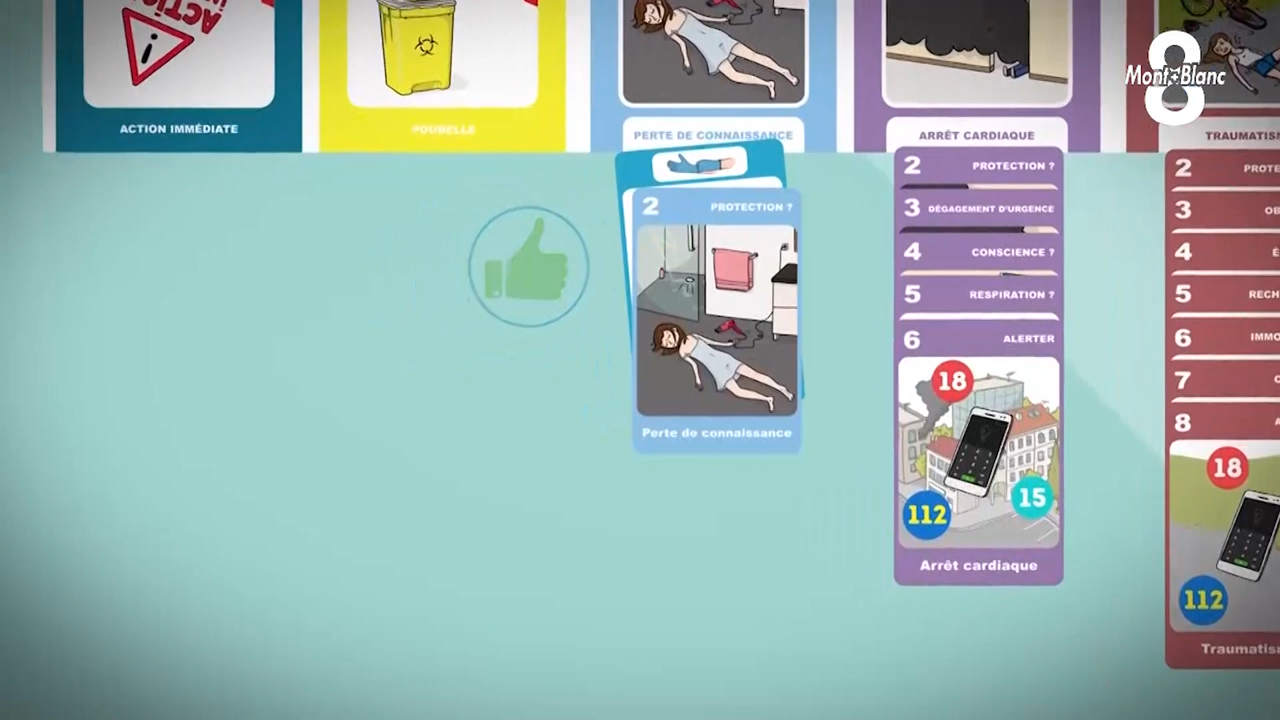 ACTION
ACTION IMMÉDIATE
POUBELLE
PERTE DE CONNAISSANCE
ARRÊT CARDIAQUE
8
Mont Blanc
2 PROTECTION ?
Perte de connaissance
2 PROTECTION ?
3 DÉGAGEMENT D'URGENCE
4 CONSCIENCE ?
5 RESPIRATION ?
6 ALERTER
18
15
112
Arrêt cardiaque
2
3
4
5
6
7
8
18
112